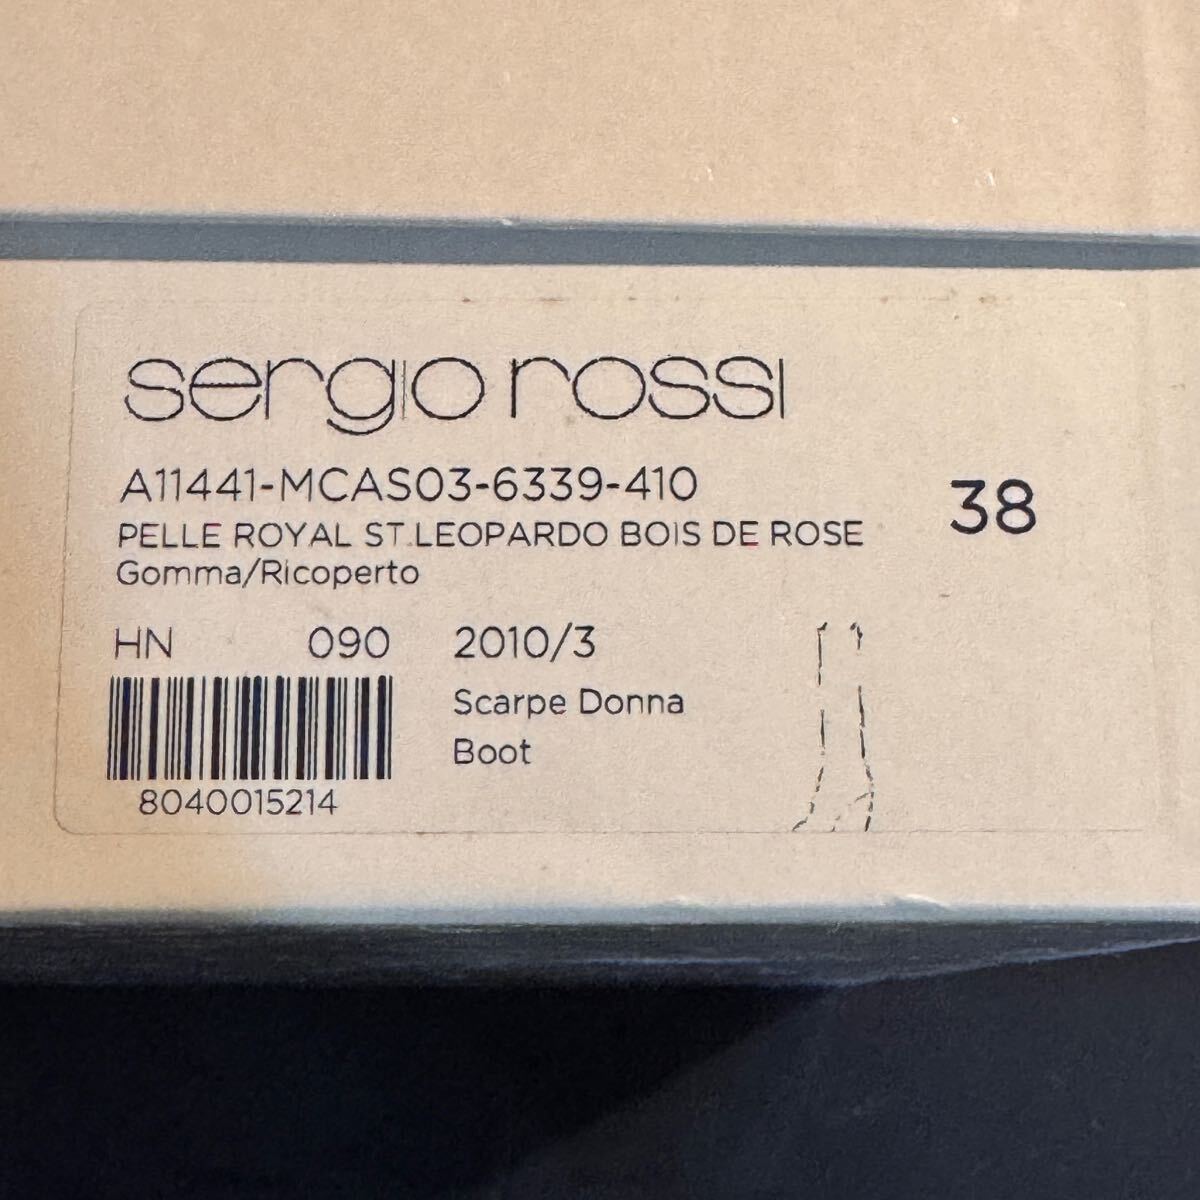 sergio rossi
A11441-MCAS03-6339-410
38
PELLE ROYAL ST.LEOPARDO BOIS DE ROSE
Gomma/Ricoperto
HN 090 2010/3
Scarpe Donna
Boot
8040015214